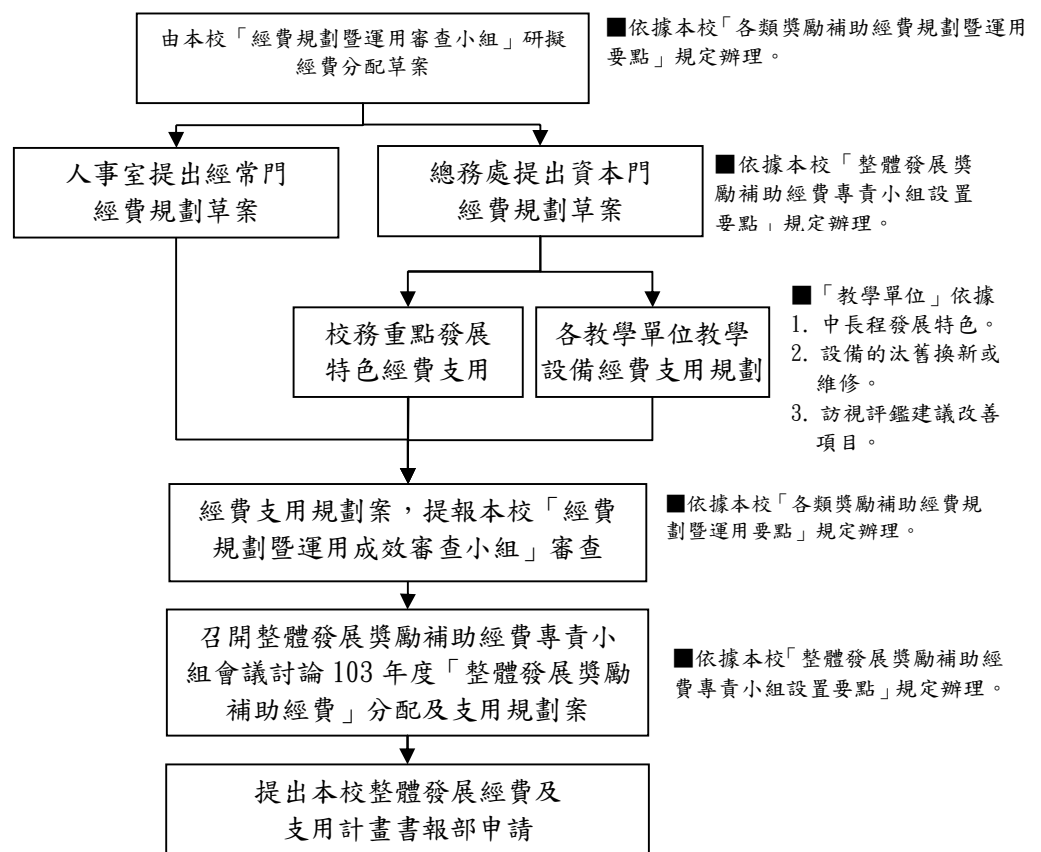 由本校「經費規劃暨運用審查小組」研擬
經費分配草案
■依據本校「各類獎勵補助經費規劃暨運用
要點」規定辦理。
人事室提出經常門
經費規劃草案
總務處提出資本門
經費規劃草案
■依據本校「整體發展獎
勵補助經費專責小組設置
要點」規定辦理。
校務重點發展
特色經費支用
各教學單位教學
設備經費支用規劃
■「教學單位」依據
1. 中長程發展特色。
2. 設備的汰舊換新或
維修。
3. 訪視評鑑建議改善
項目。
經費支用規劃案，提報本校「經費
規劃暨運用成效審查小組」審查
■依據本校「各類獎勵補助經費規
劃暨運用要點」規定辦理。
召開整體發展獎勵補助經費專責小
組會議討論 103 年度「整體發展獎勵
補助經費」分配及支用規劃案
■依據本校「整體發展獎勵補助經
費專責小組設置要點」規定辦理。
提出本校整體發展經費及
支用計畫書報部申請